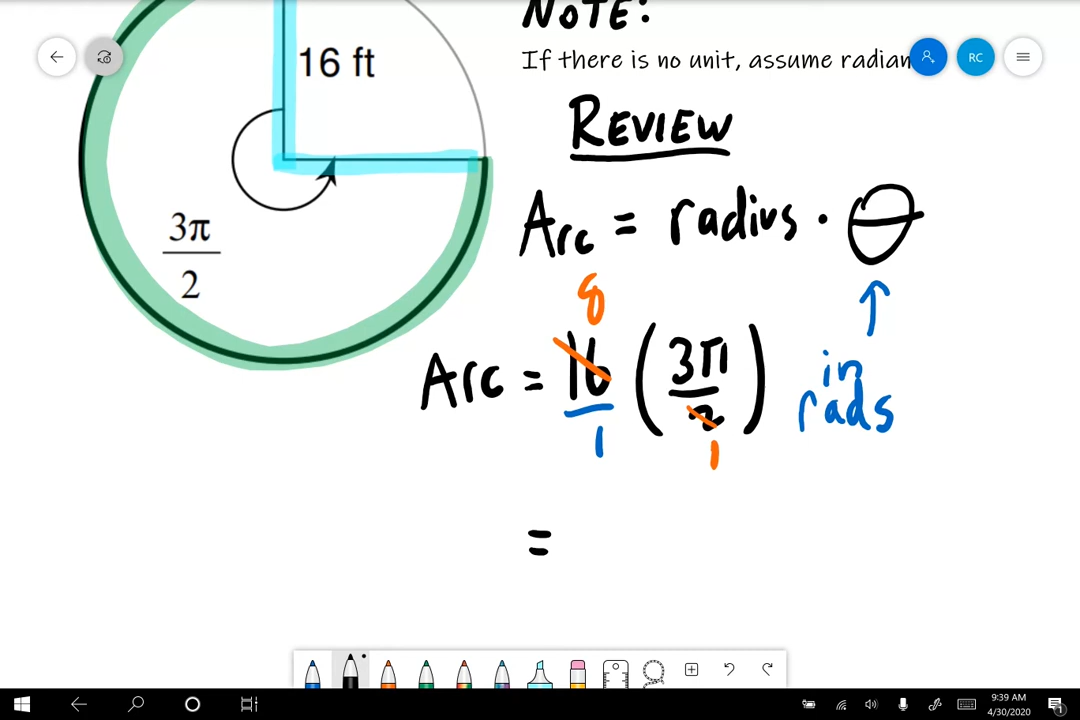 NOTE:
16 ft
If there is no unit, assume radian
RC
REVIEW
Arc = radius · θ
3π
2
8
Arc = 16 ( 3π / 2 ) in rads
1
1
=
9:39 AM
4/30/2020
1